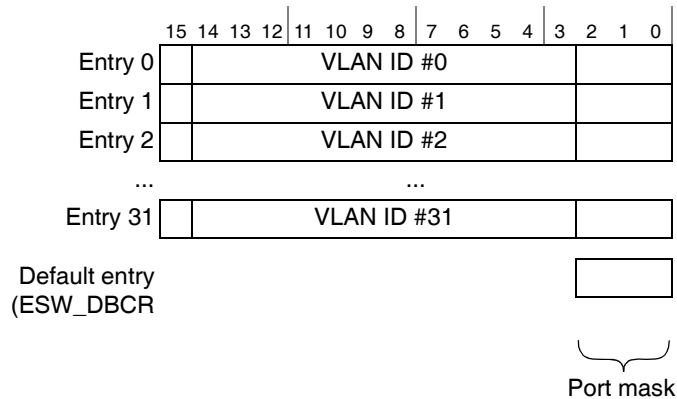 15 14 13 12 11 10 9 8 7 6 5 4 3 2 1 0
Entry 0 VLAN ID #0
Entry 1 VLAN ID #1
Entry 2 VLAN ID #2
... ...
Entry 31 VLAN ID #31
Default entry
(ESW_DBCR
Port mask